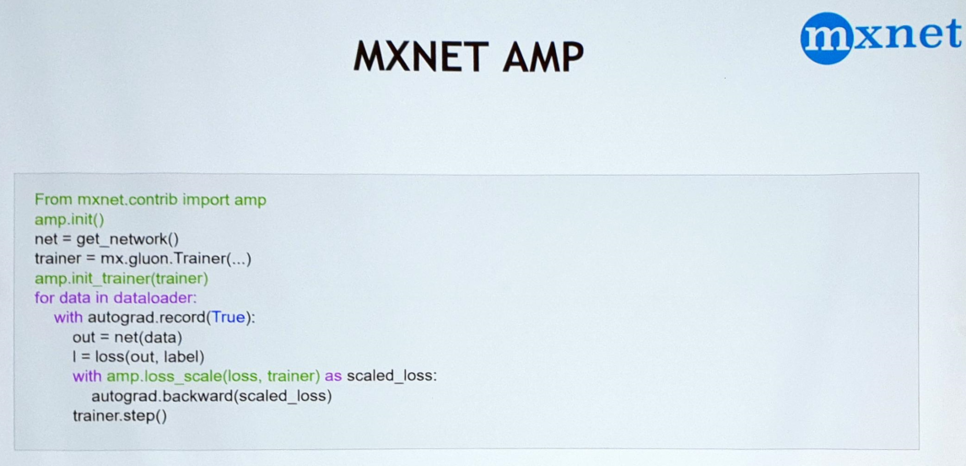 MXNET AMP
mxnet
From mxnet.contrib import amp
amp.init()
net = get_network()
trainer = mx.gluon.Trainer(...)
amp.init_trainer(trainer)
for data in dataloader:
    with autograd.record(True):
        out = net(data)
        l = loss(out, label)
        with amp.loss_scale(loss, trainer) as scaled_loss:
            autograd.backward(scaled_loss)
        trainer.step()